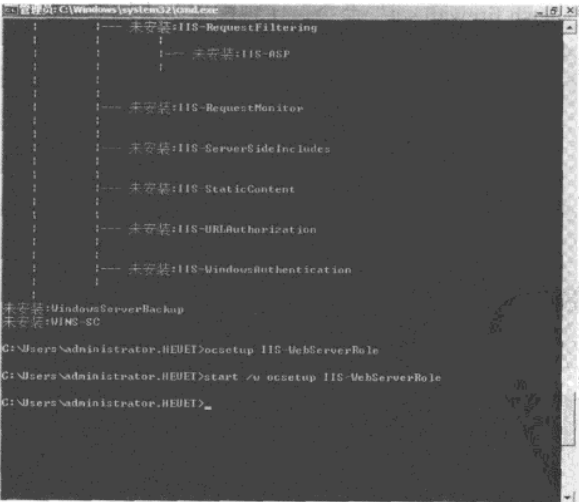 管理员: C:\Windows\system32\cmd.exe
|--- 未安装:IIS-RequestFiltering
|--- 未安装:IIS-ASP
|--- 未安装:IIS-RequestMonitor
|--- 未安装:IIS-ServerSideIncludes
|--- 未安装:IIS-StaticContent
|--- 未安装:IIS-URLAuthorization
|--- 未安装:IIS-WindowsAuthentication
未安装:WindowsServerBackup
未安装:WINS-SC
C:\Users\administrator.HEUET>ocsetup IIS-WebServerRole
C:\Users\administrator.HEUET>start /w ocsetup IIS-WebServerRole
C:\Users\administrator.HEUET>_